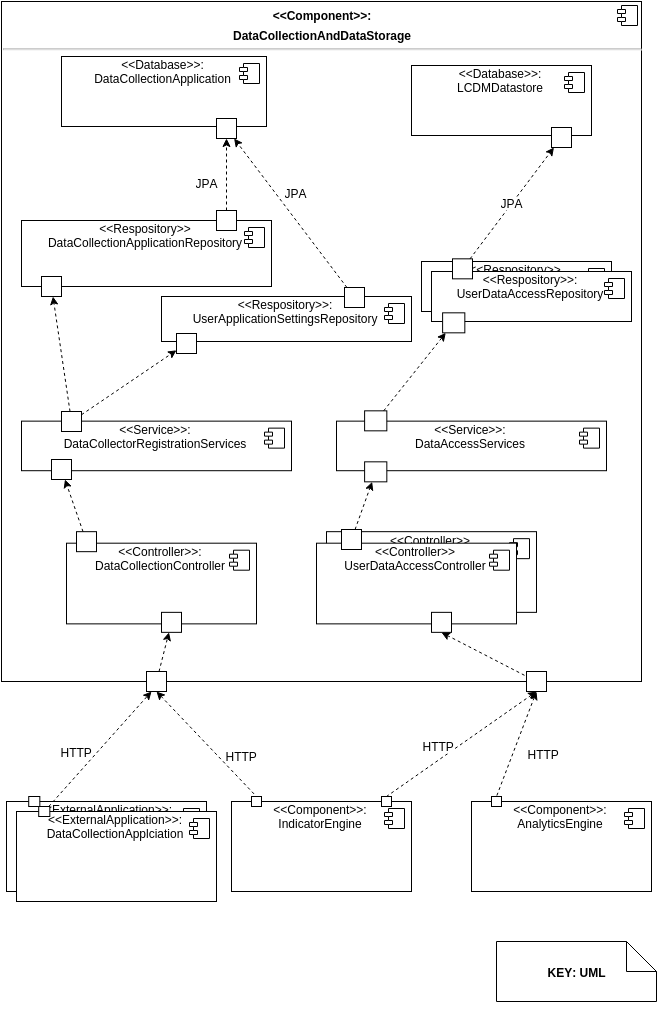 <<Component>>:
DataCollectionAndDataStorage
<<Database>>:
DataCollectionApplication
<<Database>>:
LCDMDatastore
JPA
JPA
JPA
<<Respository>>
DataCollectionApplicationRepository
<<Respository>>:
UserApplicationSettingsRepository
<<Respository>>:
<<Respository>>:
UserDataAccessRepository
<<Service>>:
DataCollectorRegistrationServices
<<Service>>:
DataAccessServices
<<Controller>>:
DataCollectionController
<<Controller>>
<<Controller>>
UserDataAccessController
HTTP
HTTP
HTTP
HTTP
<<ExternalApplication>>:
<<ExternalApplication>>:
DataCollectionApplciation
<<Component>>:
IndicatorEngine
<<Component>>:
AnalyticsEngine
KEY: UML